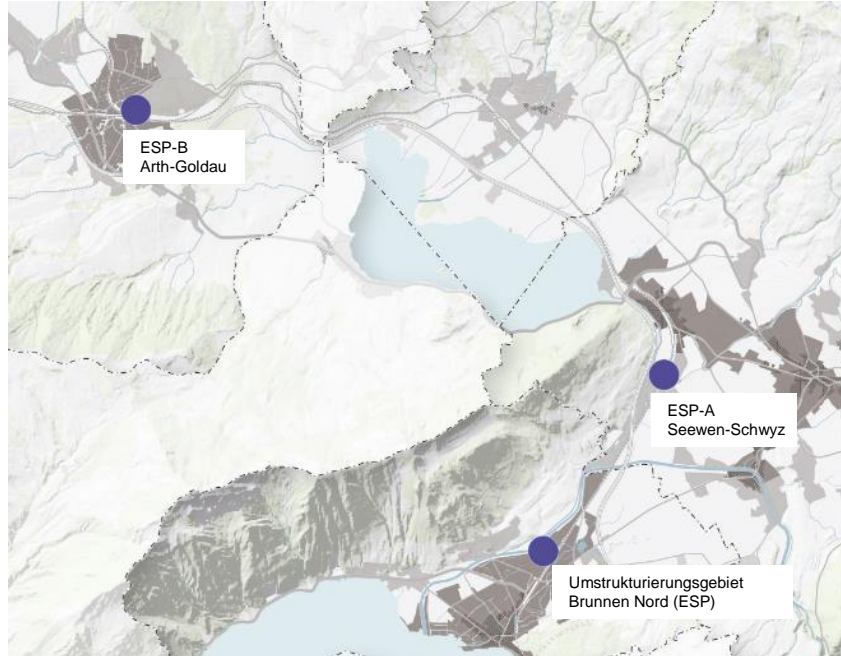 ESP-B
Arth-Goldau
ESP-A
Seewen-Schwyz
Umstrukturierungsgebiet
Brunnen Nord (ESP)